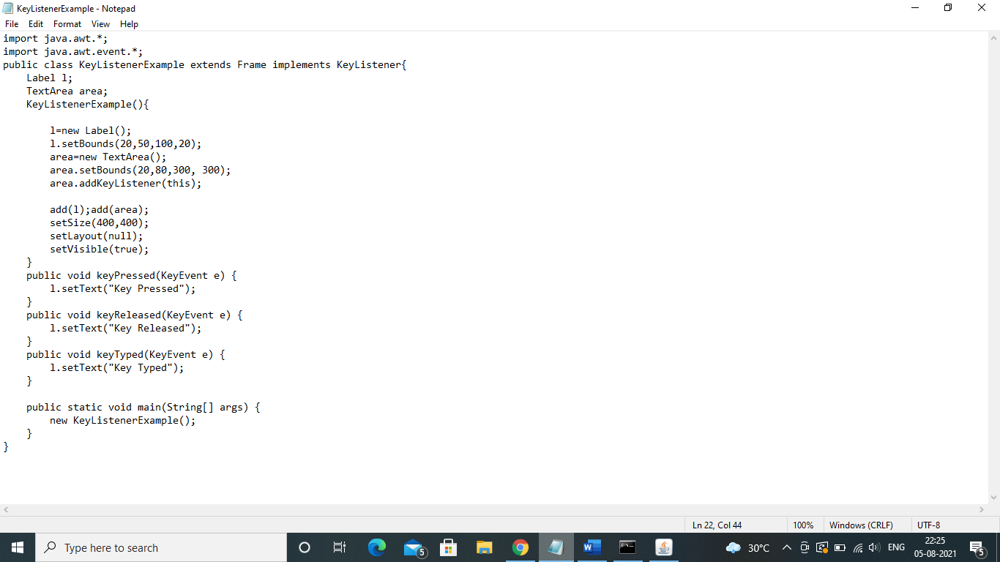 KeyListenerExample - Notepad
File Edit Format View Help
import java.awt.*;
import java.awt.event.*;
public class KeyListenerExample extends Frame implements KeyListener{
    Label l;
    TextArea area;
    KeyListenerExample(){

        l=new Label();
        l.setBounds(20,50,100,20);
        area=new TextArea();
        area.setBounds(20,80,300, 300);
        area.addKeyListener(this);

        add(l);add(area);
        setSize(400,400);
        setLayout(null);
        setVisible(true);
    }
    public void keyPressed(KeyEvent e) {
        l.setText("Key Pressed");
    }
    public void keyReleased(KeyEvent e) {
        l.setText("Key Released");
    }
    public void keyTyped(KeyEvent e) {
        l.setText("Key Typed");
    }

    public static void main(String[] args) {
        new KeyListenerExample();
    }
}
Ln 22, Col 44 100% Windows (CRLF) UTF-8
Type here to search 5 W C:\. 30°C ENG 22:25 5
05-08-2021